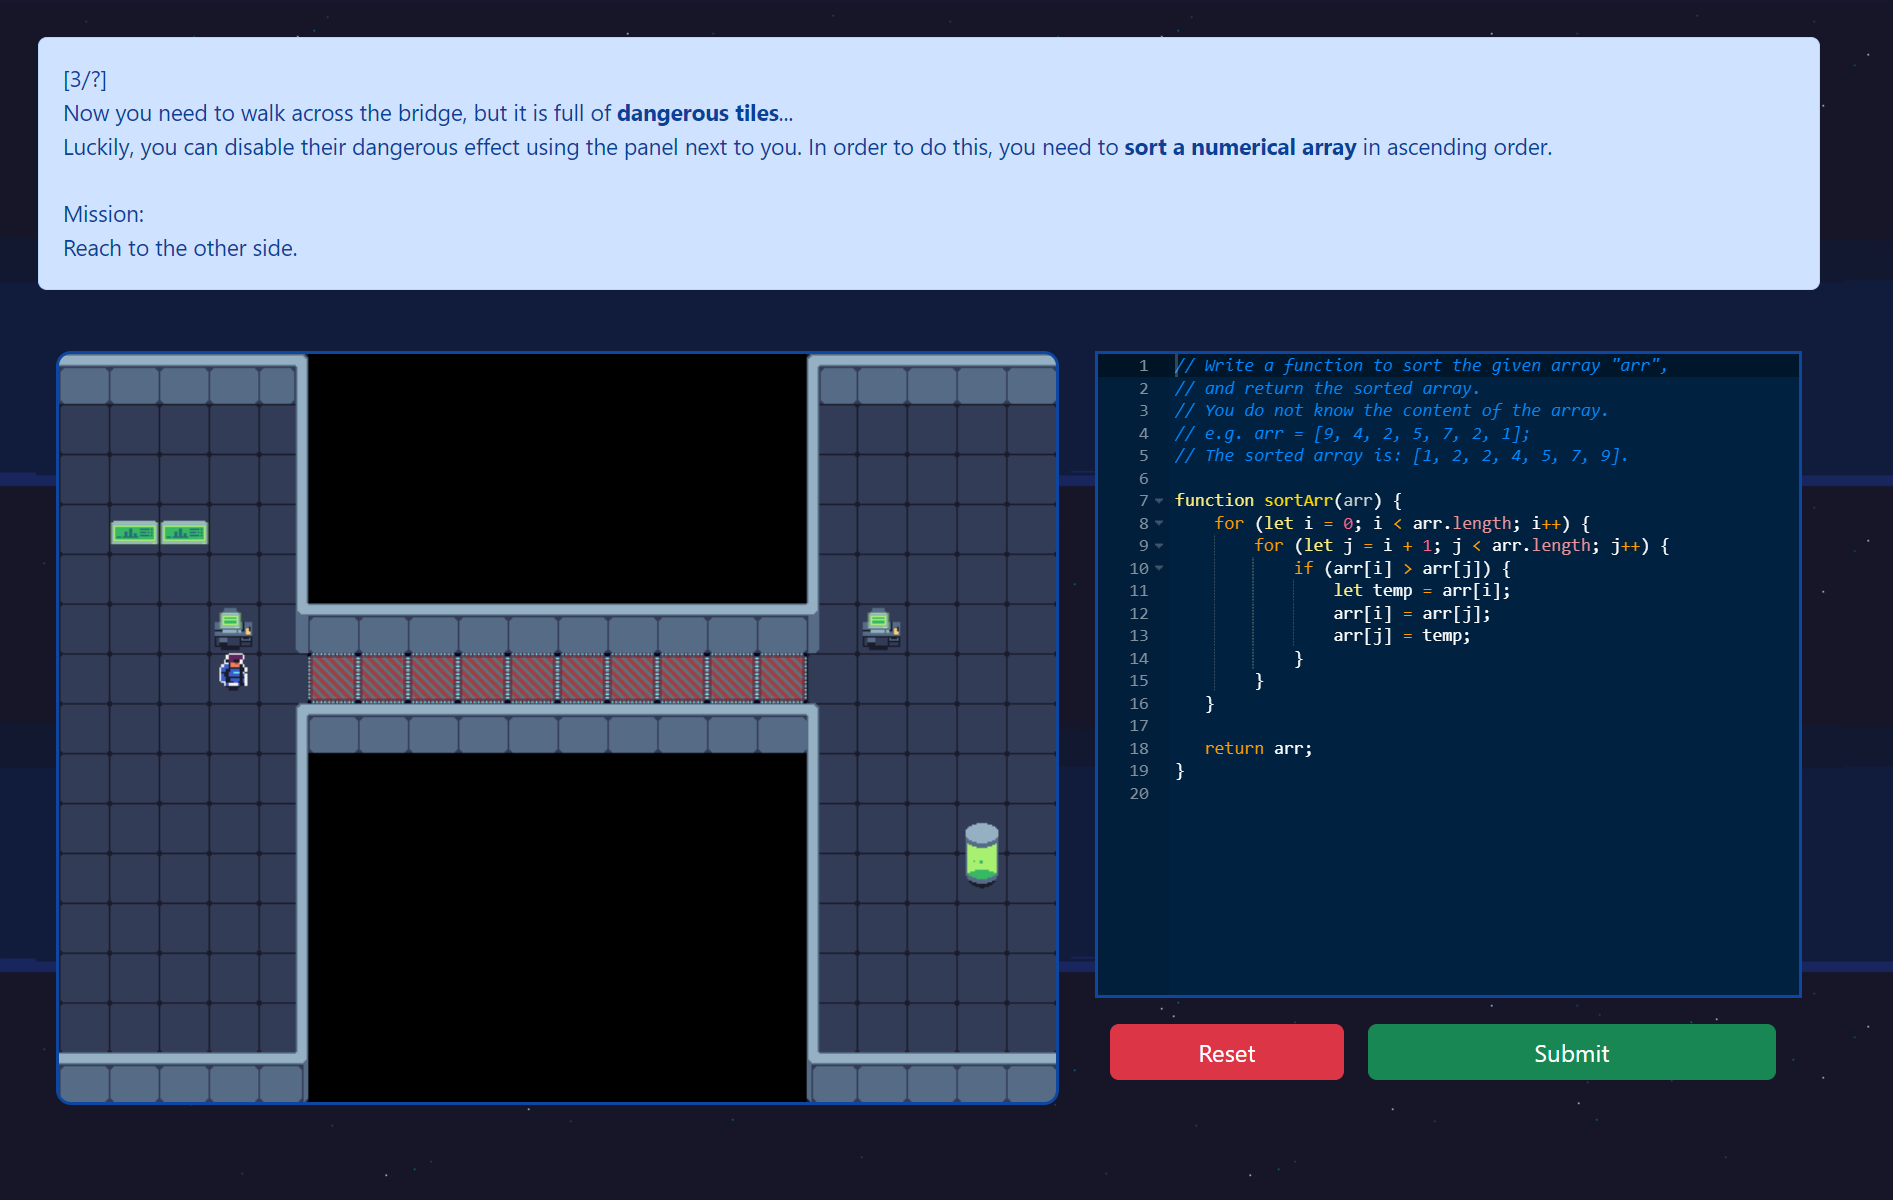 [3/?]
Now you need to walk across the bridge, but it is full of dangerous tiles...
Luckily, you can disable their dangerous effect using the panel next to you. In order to do this, you need to sort a numerical array in ascending order.
Mission:
Reach to the other side.
1 // Write a function to sort the given array "arr",
2 // and return the sorted array.
3 // You do not know the content of the array.
4 // e.g. arr = [9, 4, 2, 5, 7, 2, 1];
5 // The sorted array is: [1, 2, 2, 4, 5, 7, 9].
6
7 function sortArr(arr) {
8     for (let i = 0; i < arr.length; i++) {
9         for (let j = i + 1; j < arr.length; j++) {
10             if (arr[i] > arr[j]) {
11                 let temp = arr[i];
12                 arr[i] = arr[j];
13                 arr[j] = temp;
14             }
15         }
16    }
17
18    return arr;
19 }
20
Reset Submit